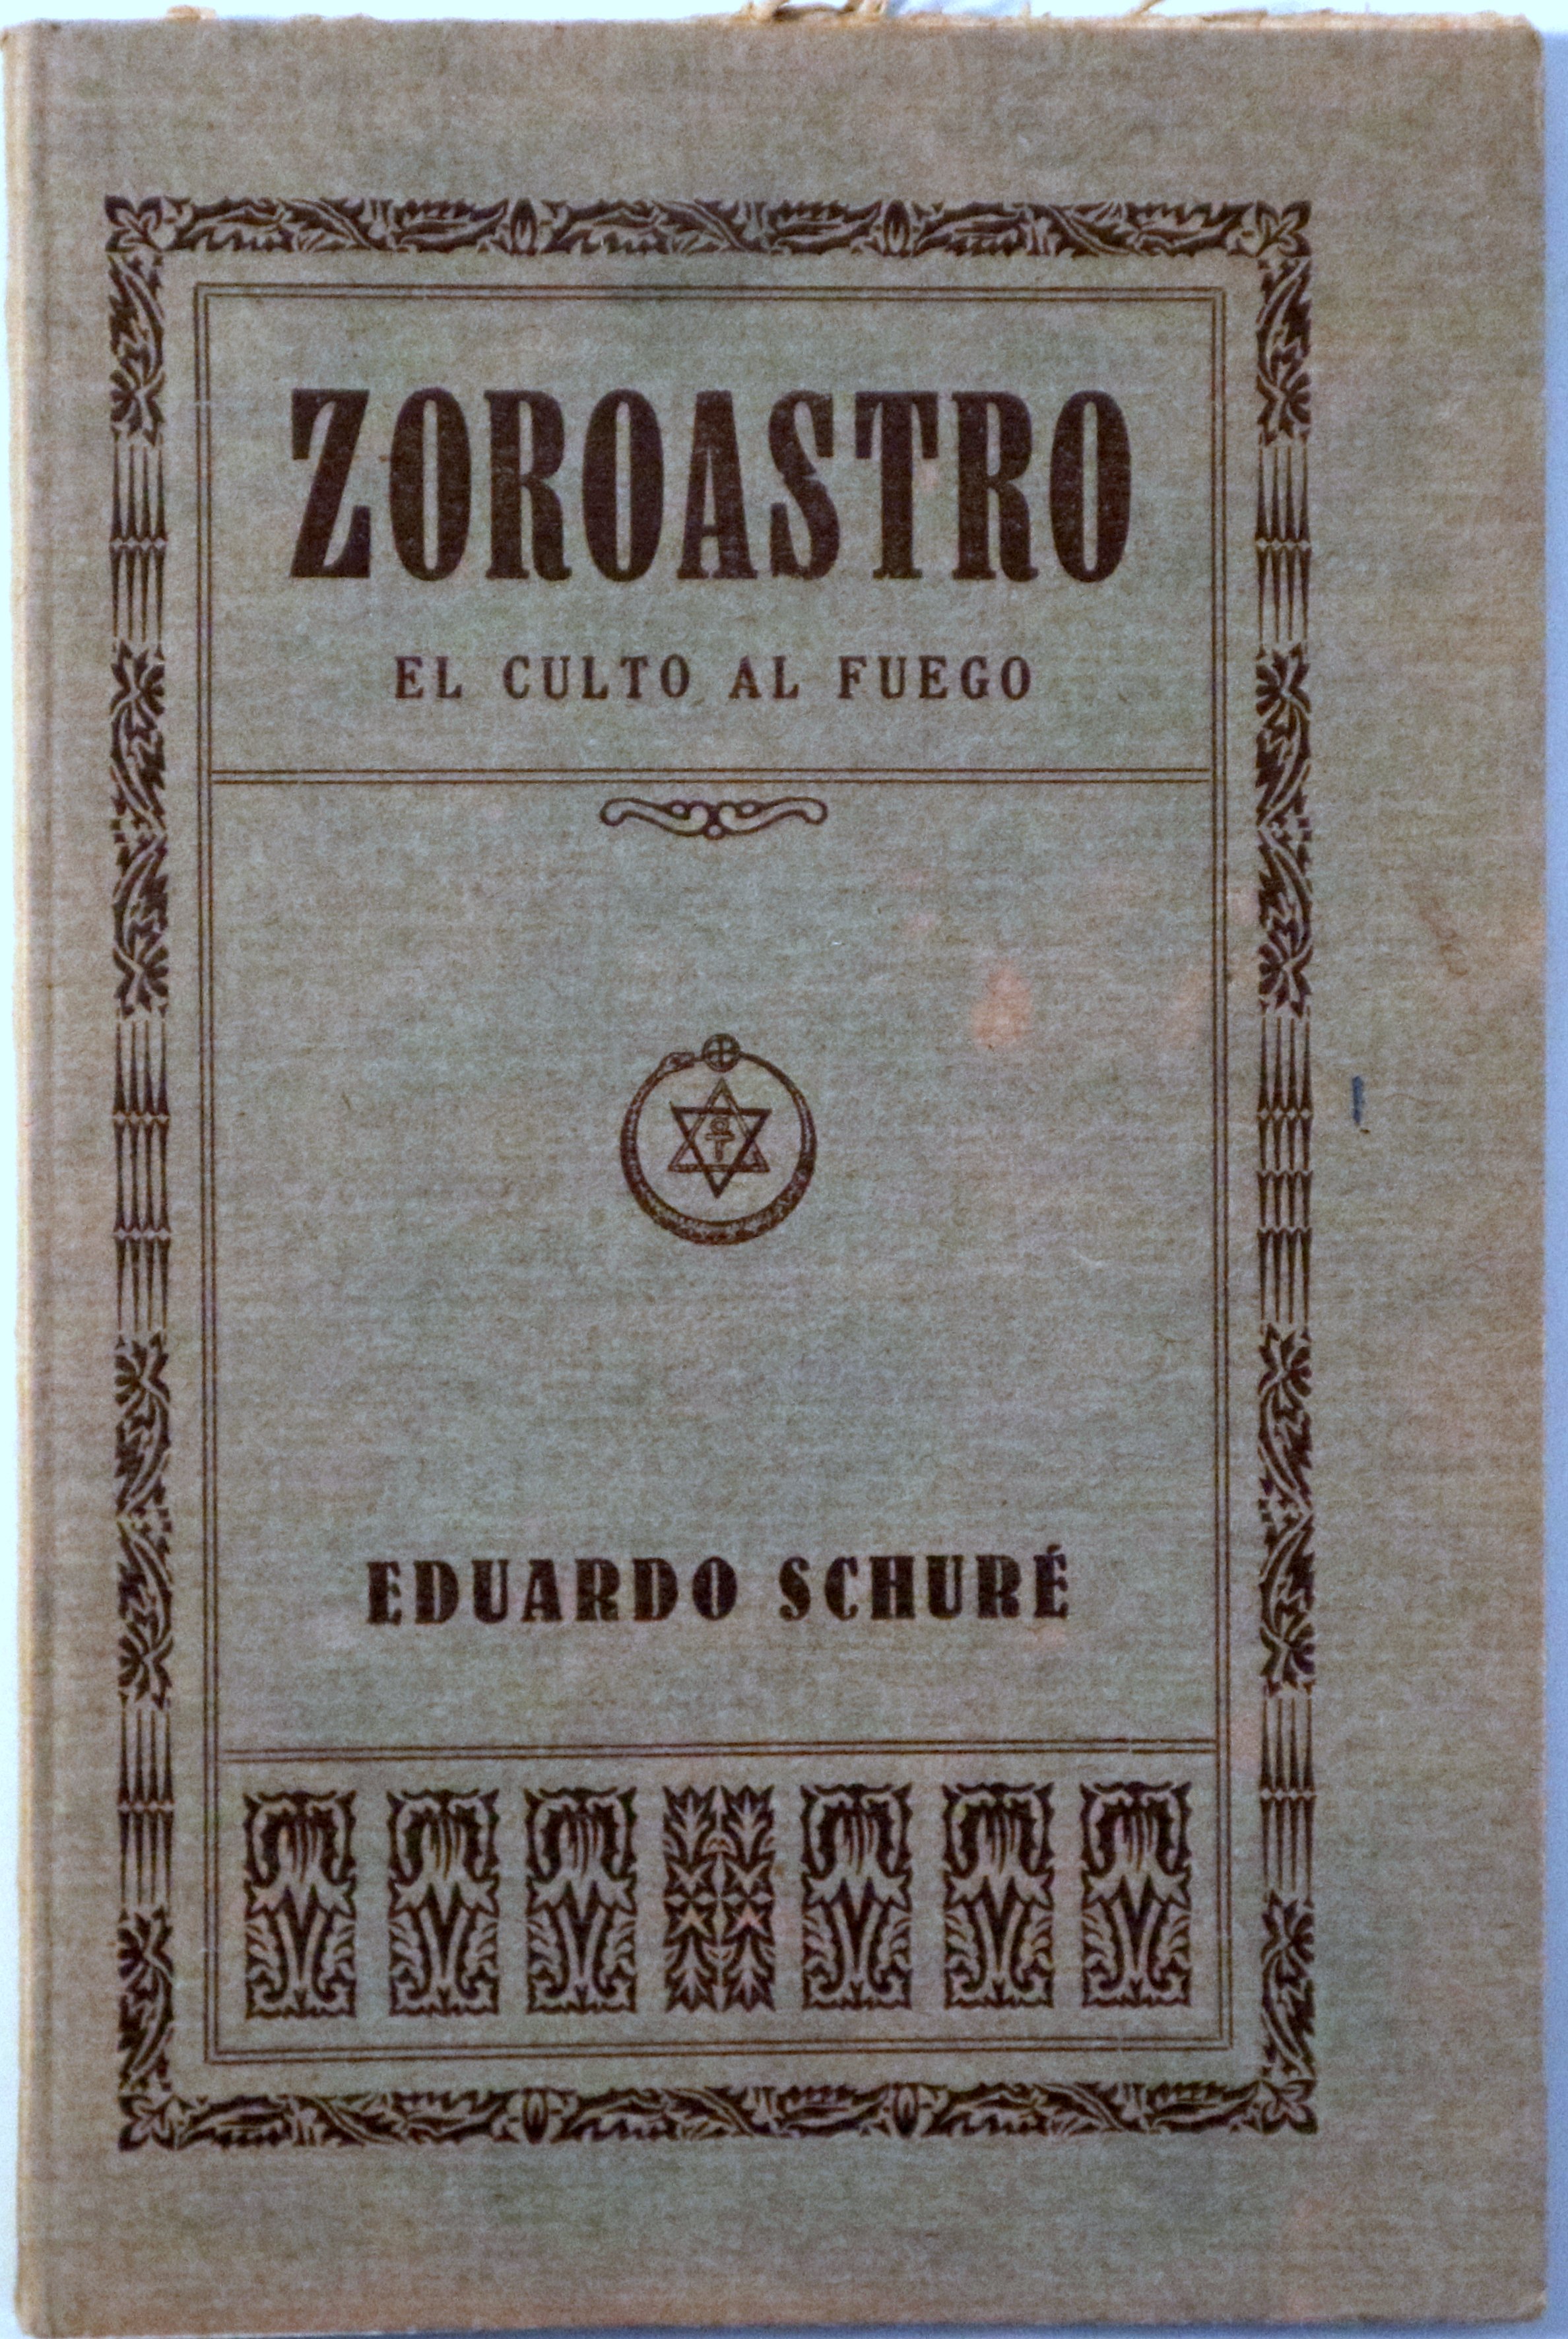 ZOROASTRO
EL CULTO AL FUEGO
EDUARDO SCHURÉ